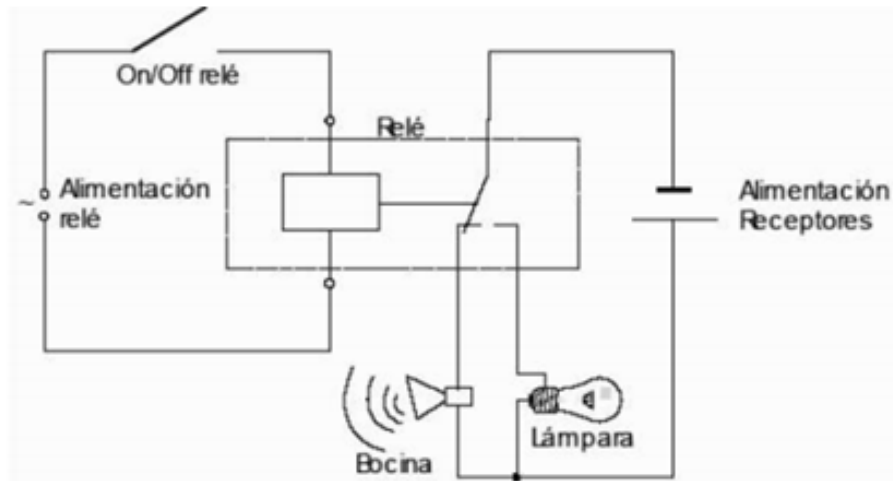 On/Off relé
Relé
~
Alimentación
relé
Alimentación
Receptores
Lámpara
Bocina